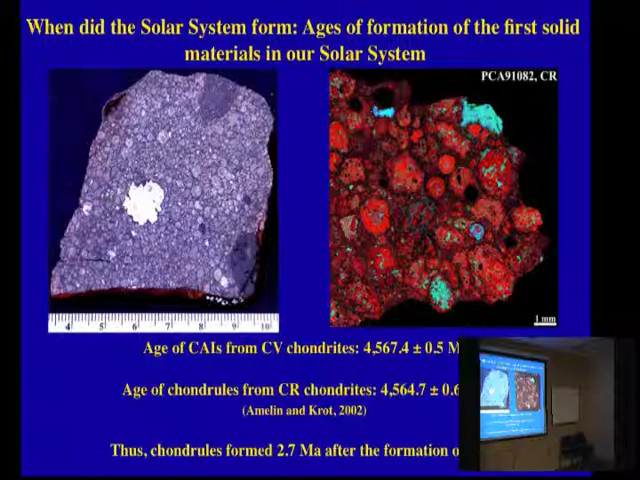 When did the Solar System form: Ages of formation of the first solid
materials in our Solar System
PCA91082, CR
1 mm
4 5 6 7 8 9 10
Age of CAIs from CV chondrites: 4,567.4 ± 0.5 M
Age of chondrules from CR chondrites: 4,564.7 ± 0.6
(Amelin and Krot, 2002)
Thus, chondrules formed 2.7 Ma after the formation o